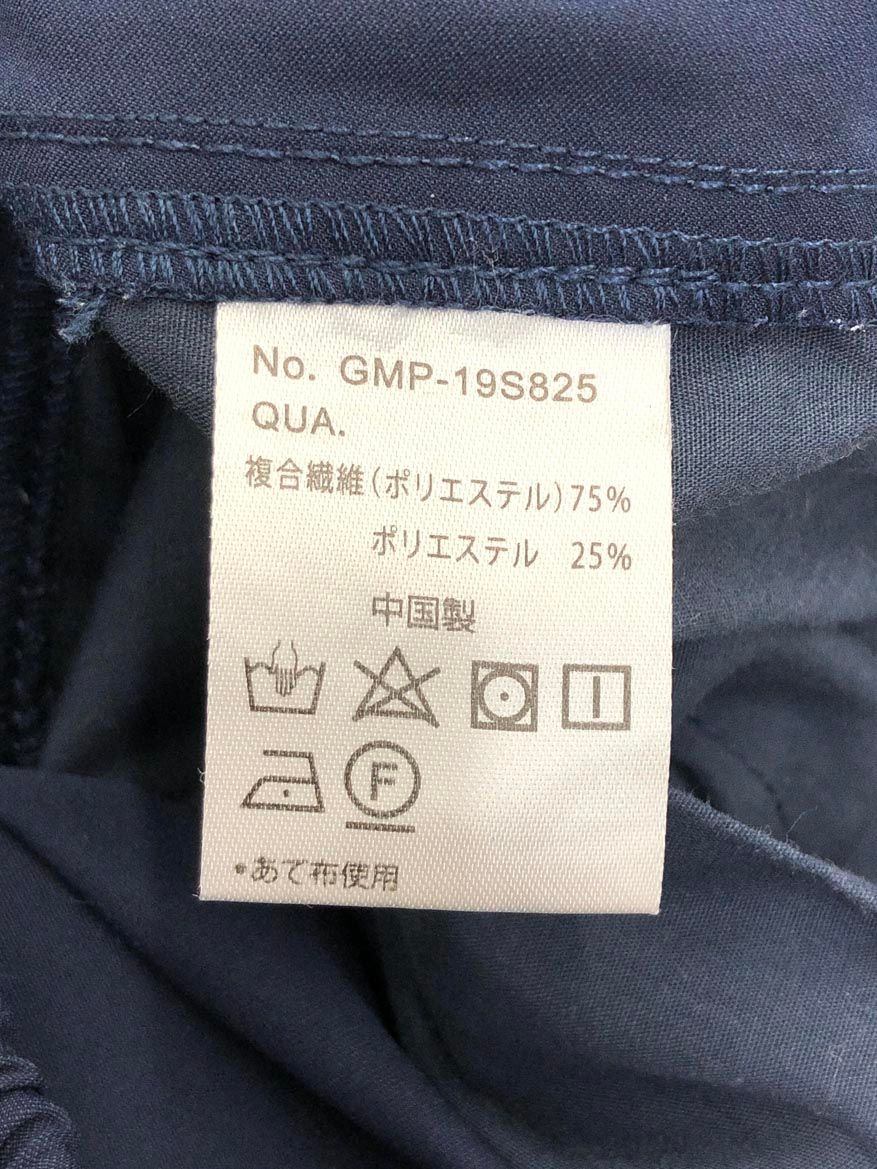 No. GMP-19S825
QUA.
複合繊維(ポリエステル)75%
ポリエステル 25%
中国製
F
•あて布使用